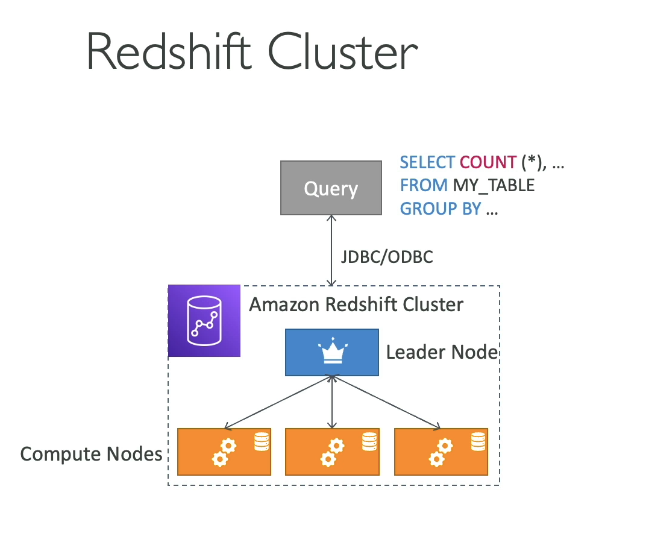 Redshift Cluster
Query
SELECT COUNT (*), ...
FROM MY_TABLE
GROUP BY ...
JDBC/ODBC
Amazon Redshift Cluster
Leader Node
Compute Nodes